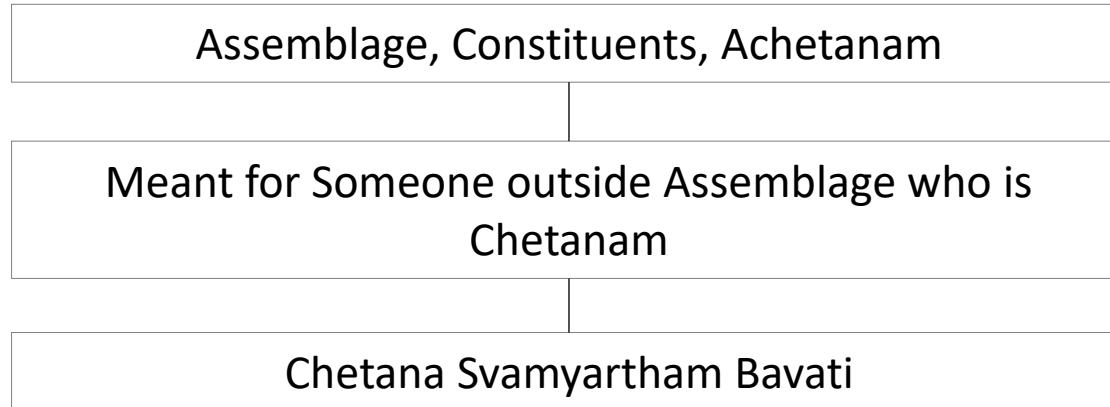 Assemblage, Constituents, Achetanam
Meant for Someone outside Assemblage who is
Chetanam
Chetana Svamyartham Bavati